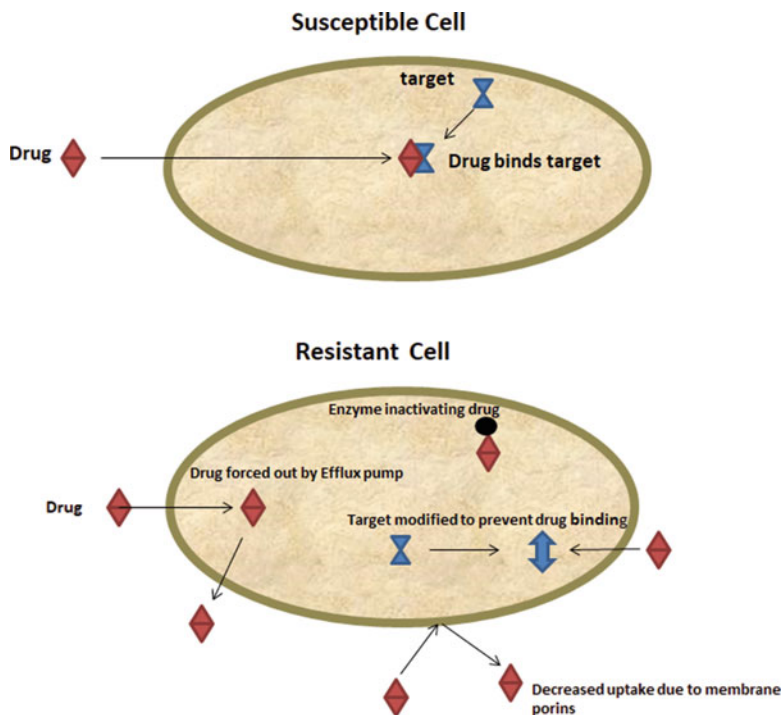 Susceptible Cell
target
Drug
Drug binds target
Resistant Cell
Enzyme inactivating drug
Drug forced out by Efflux pump
Drug
Target modified to prevent drug binding
Decreased uptake due to membrane
porins